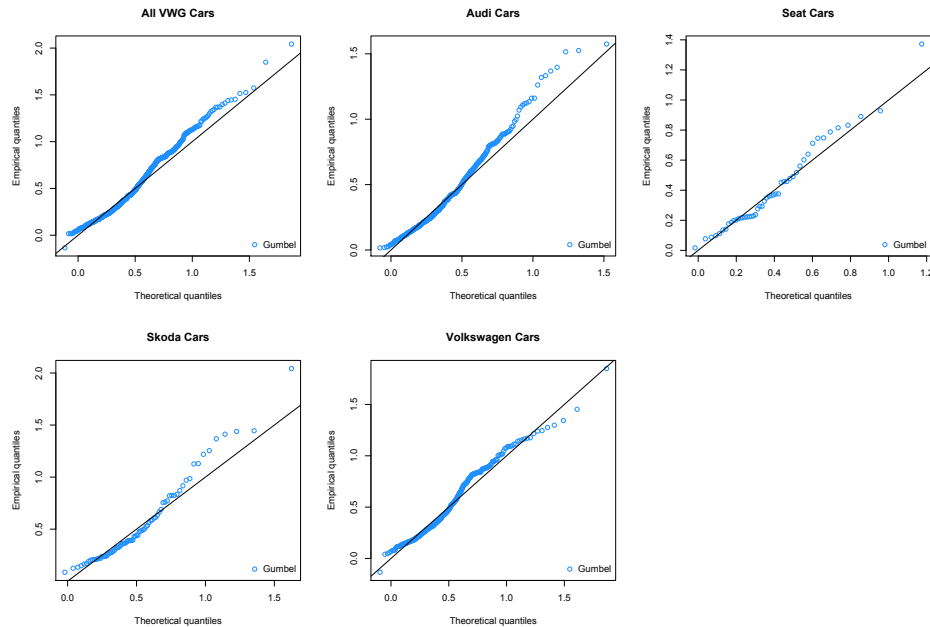 All VWG Cars
Empirical quantiles
0.0 0.5 1.0 1.5 2.0
Gumbel
0.0 0.5 1.0 1.5
Theoretical quantiles
Audi Cars
Empirical quantiles
0.0 0.5 1.0 1.5
Gumbel
0.0 0.5 1.0 1.5
Theoretical quantiles
Seat Cars
Empirical quantiles
0.0 0.2 0.4 0.6 0.8 1.0 1.2 1.4
Gumbel
0.0 0.2 0.4 0.6 0.8 1.0 1.2
Theoretical quantiles
Skoda Cars
Empirical quantiles
0.5 1.0 1.5 2.0
Gumbel
0.0 0.5 1.0 1.5
Theoretical quantiles
Volkswagen Cars
Empirical quantiles
0.0 0.5 1.0 1.5
Gumbel
0.0 0.5 1.0 1.5
Theoretical quantiles